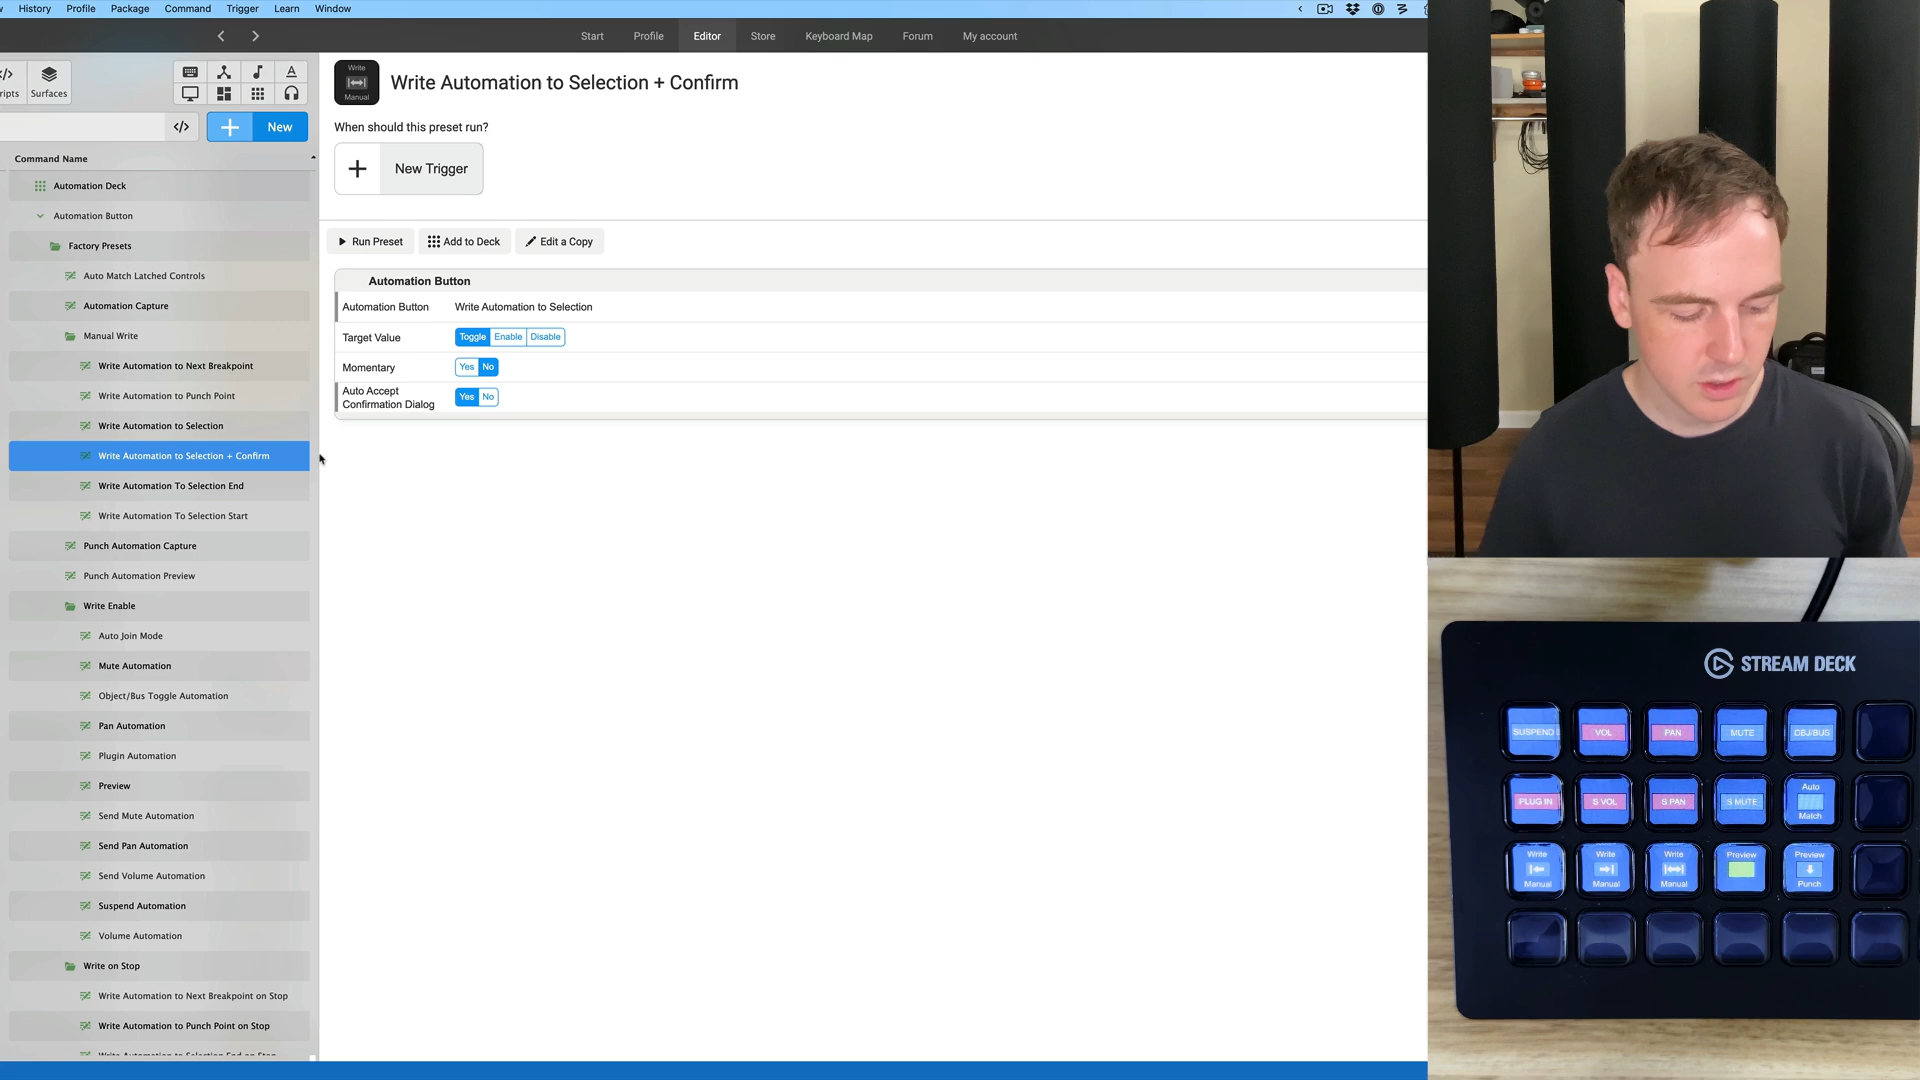 History Profile Package Command Trigger Learn Window
Start Profile Editor Store Keyboard Map Forum My account
Surfaces
New
Command Name
Automation Deck
Automation Button
Factory Presets
Auto Match Latched Controls
Automation Capture
Manual Write
Write Automation to Next Breakpoint
Write Automation to Punch Point
Write Automation to Selection
Write Automation to Selection + Confirm
Write Automation To Selection End
Write Automation To Selection Start
Punch Automation Capture
Punch Automation Preview
Write Enable
Auto Join Mode
Mute Automation
Object/Bus Toggle Automation
Pan Automation
Plugin Automation
Preview
Send Mute Automation
Send Pan Automation
Send Volume Automation
Suspend Automation
Volume Automation
Write on Stop
Write Automation to Next Breakpoint on Stop
Write Automation to Punch Point on Stop
Write Automation to Selection End on Stop
Write
Manual
Write Automation to Selection + Confirm
When should this preset run?
New Trigger
Run Preset Add to Deck Edit a Copy
Automation Button
Automation Button Write Automation to Selection
Target Value Toggle Enable Disable
Momentary Yes No
Auto Accept
Confirmation Dialog Yes No
STREAM DECK
SUSPEND VOL PAN MUTE OBJ/BUS
PLUG IN S VOL S PAN S MUTE Auto
Match
Write Write Write Preview Preview
Manual Manual Manual Punch